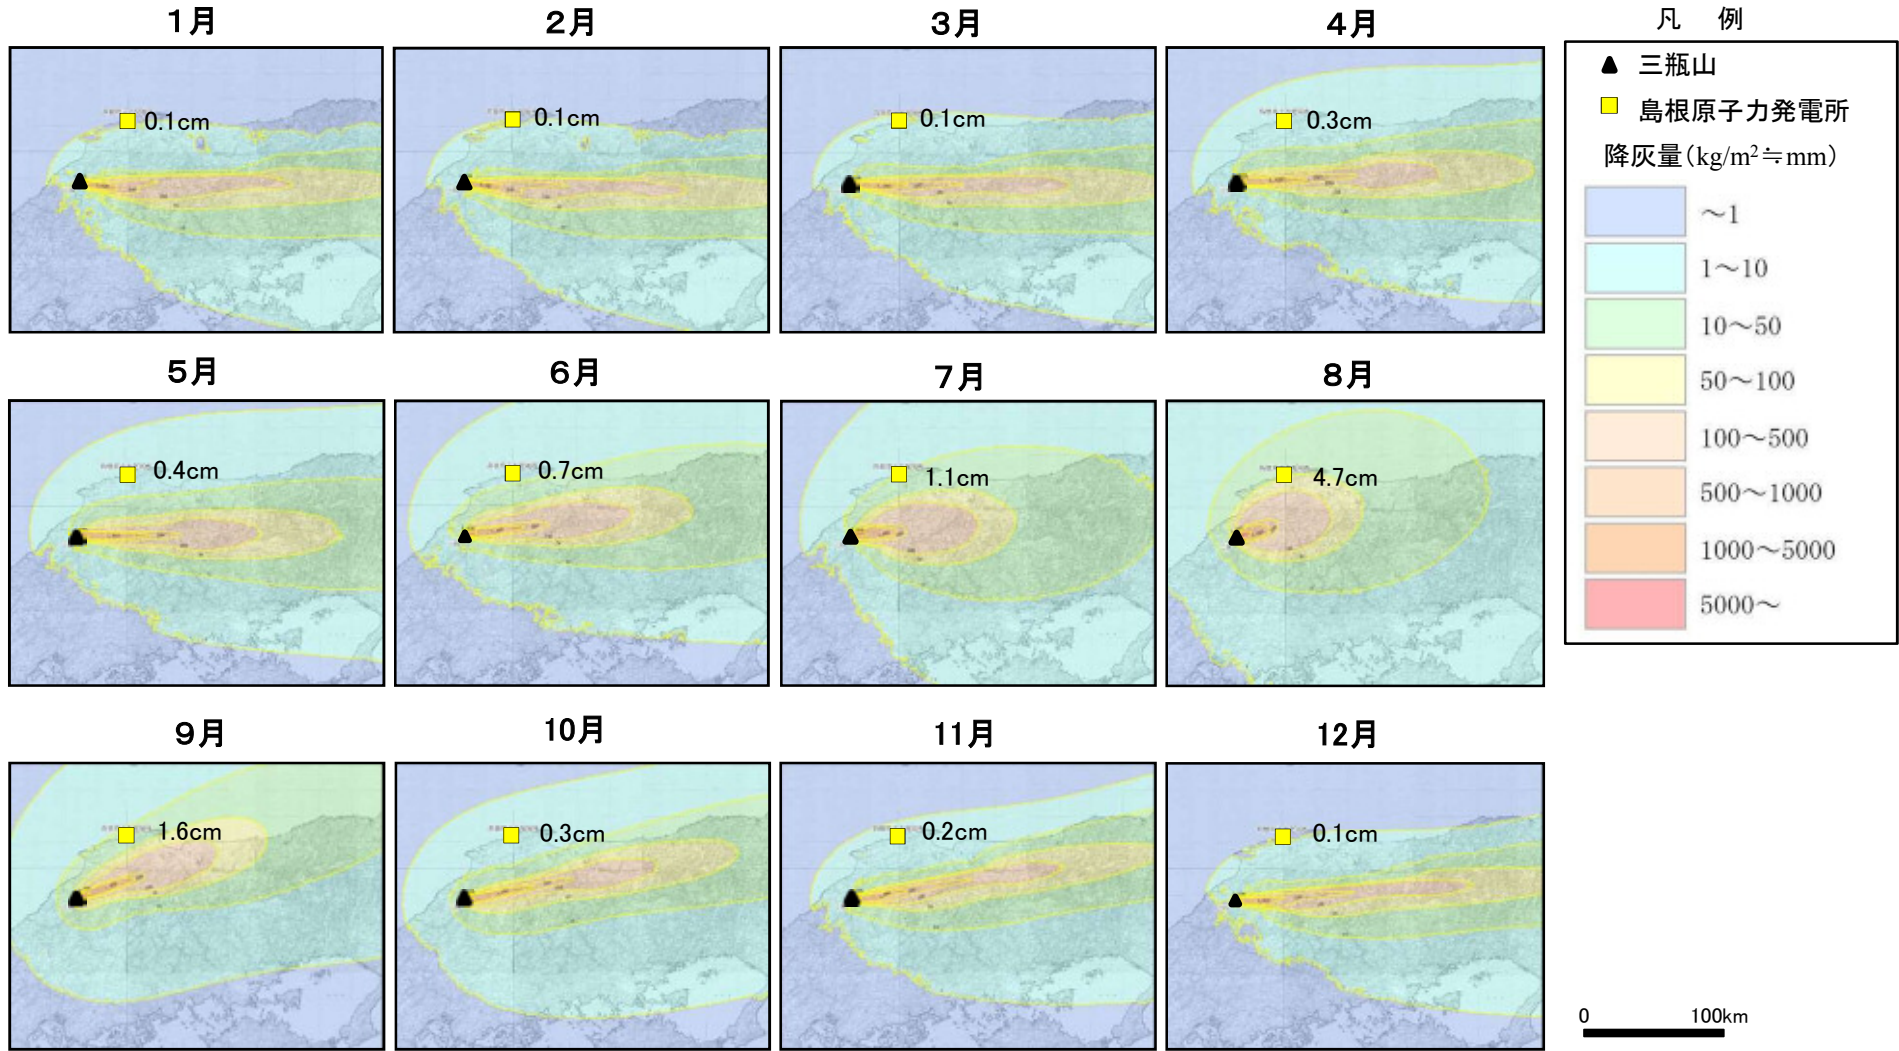 1月
2月
3月
4月
0.1cm
0.1cm
0.1cm
0.3cm
5月
6月
7月
8月
0.4cm
0.7cm
1.1cm
4.7cm
9月
10月
11月
12月
1.6cm
0.3cm
0.2cm
0.1cm
凡 例
三瓶山
島根原子力発電所
降灰量(kg/m²≒mm)
~1
1~10
10~50
50~100
100~500
500~1000
1000~5000
5000~
0 100km